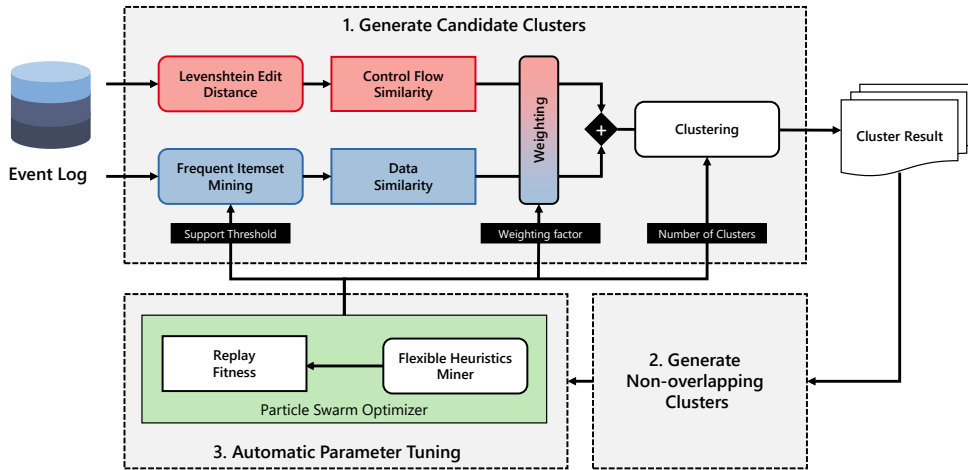 1. Generate Candidate Clusters
Levenshtein Edit
Distance
Control Flow
Similarity
Weighting
+
Clustering
Cluster Result
Event Log
Frequent Itemset
Mining
Data
Similarity
Support Threshold
Weighting factor
Number of Clusters
Replay
Fitness
Flexible Heuristics
Miner
Particle Swarm Optimizer
3. Automatic Parameter Tuning
2. Generate
Non-overlapping
Clusters